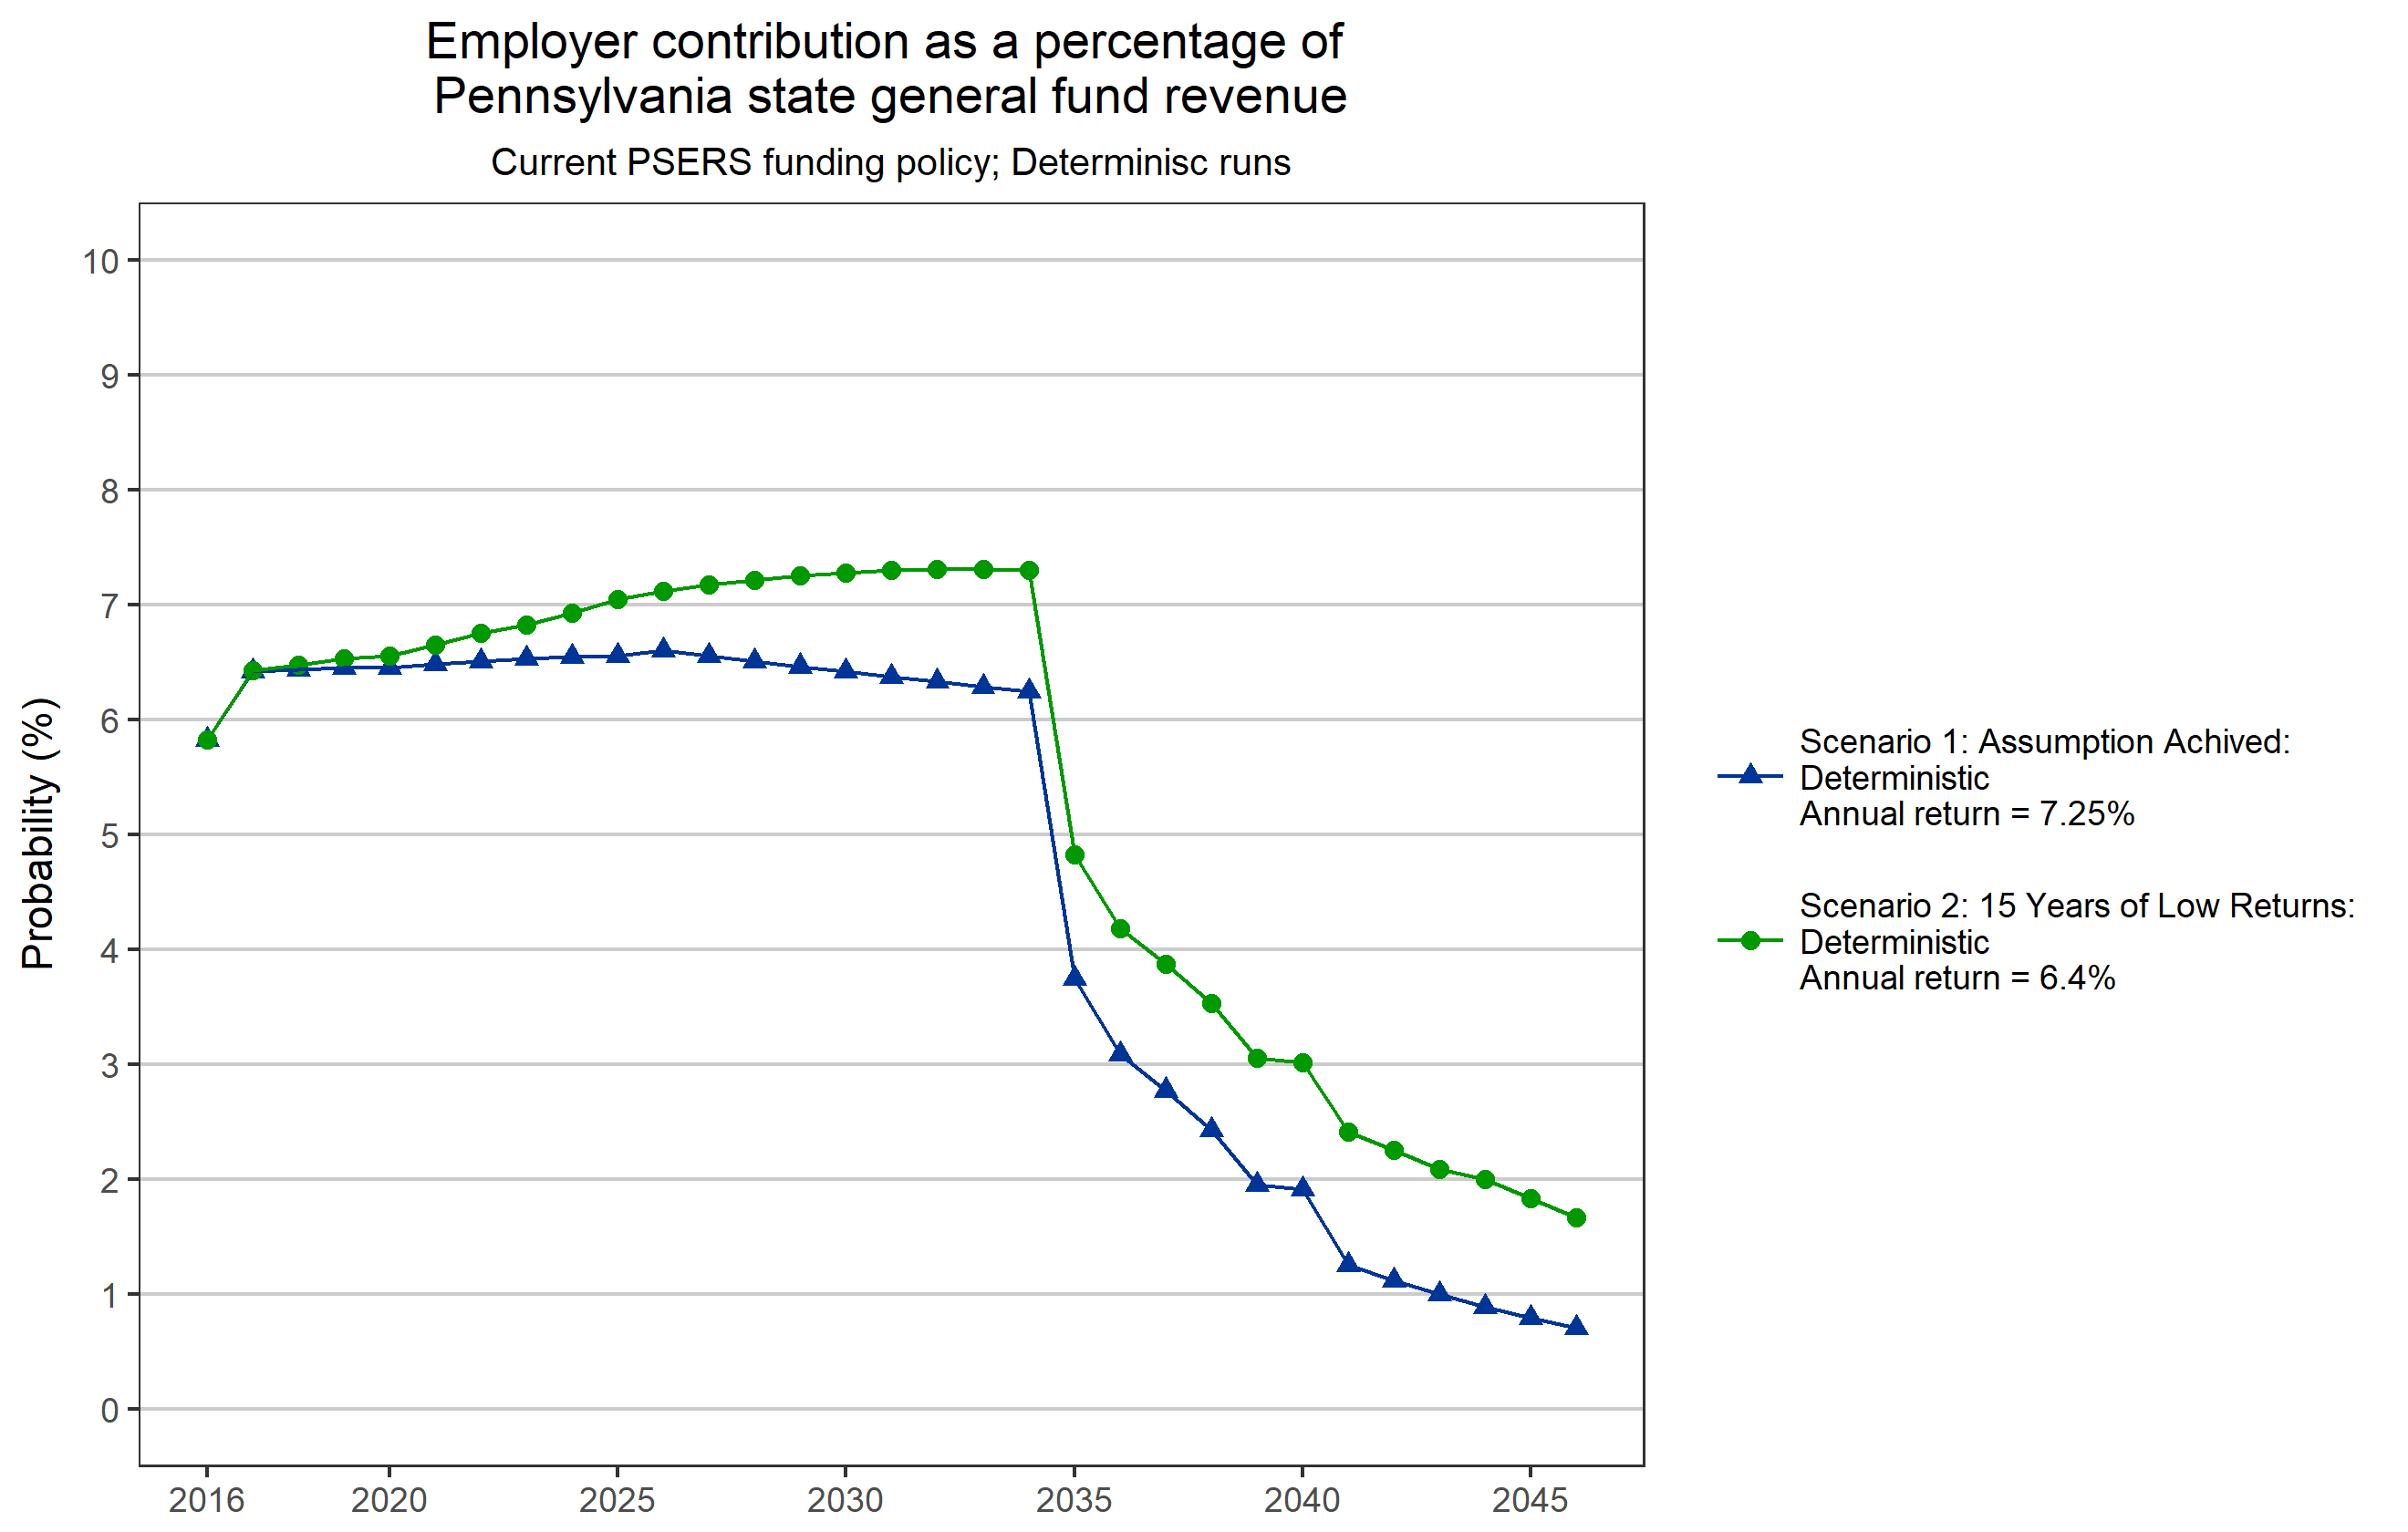 Employer contribution as a percentage of
Pennsylvania state general fund revenue
Current PSERS funding policy; Determinisc runs
Probability (%)
10
9
8
7
6
5
4
3
2
1
0
2016
2020
2025
2030
2035
2040
2045
Scenario 1: Assumption Achived:
Deterministic
Annual return = 7.25%
Scenario 2: 15 Years of Low Returns:
Deterministic
Annual return = 6.4%